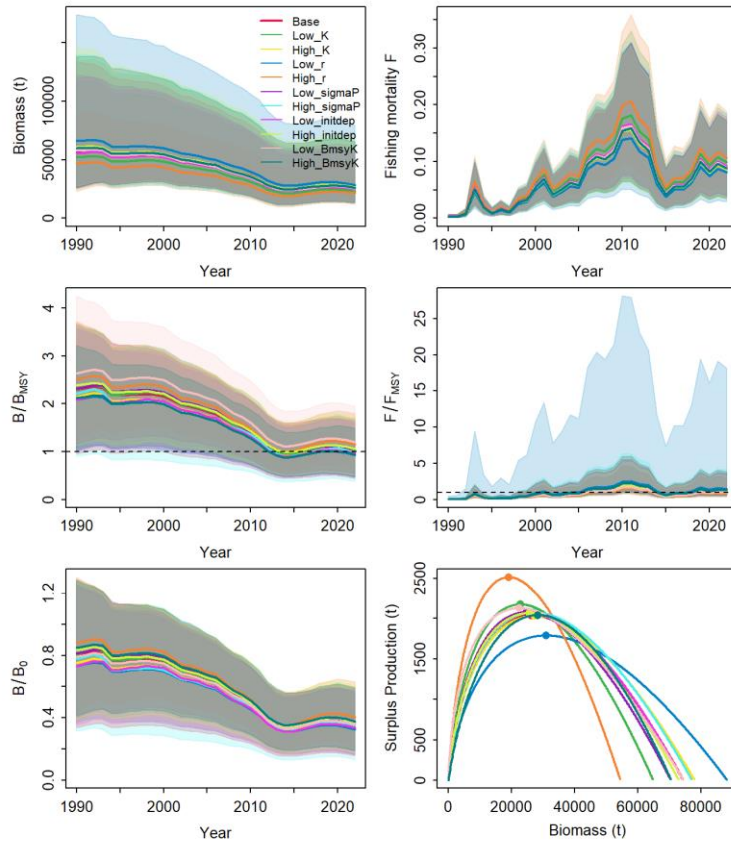 Biomass (t)
0
50000
100000
1990
2000
2010
2020
Year
Base
Low_K
High_K
Low_r
High_r
Low_sigmaP
High_sigmaP
Low_initdep
High_initdep
Low_BmsyK
High_BmsyK
Fishing mortality F
0.00
0.10
0.20
0.30
1990
2000
2010
2020
Year
B/BMSY
0
1
2
3
4
1990
2000
2010
2020
Year
F/FMSY
0
5
10
15
20
25
1990
2000
2010
2020
Year
B/B0
0.0
0.4
0.8
1.2
1990
2000
2010
2020
Year
Surplus Production (t)
0
500
1500
2500
0
20000
40000
60000
80000
Biomass (t)